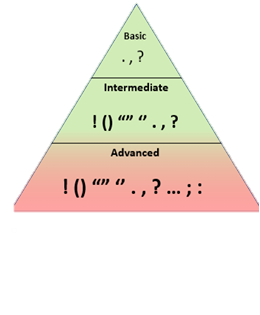 Basic
. , ?
Intermediate
! () “” ‘’ . , ?
Advanced
! () “” ‘’ . , ? ... ; :